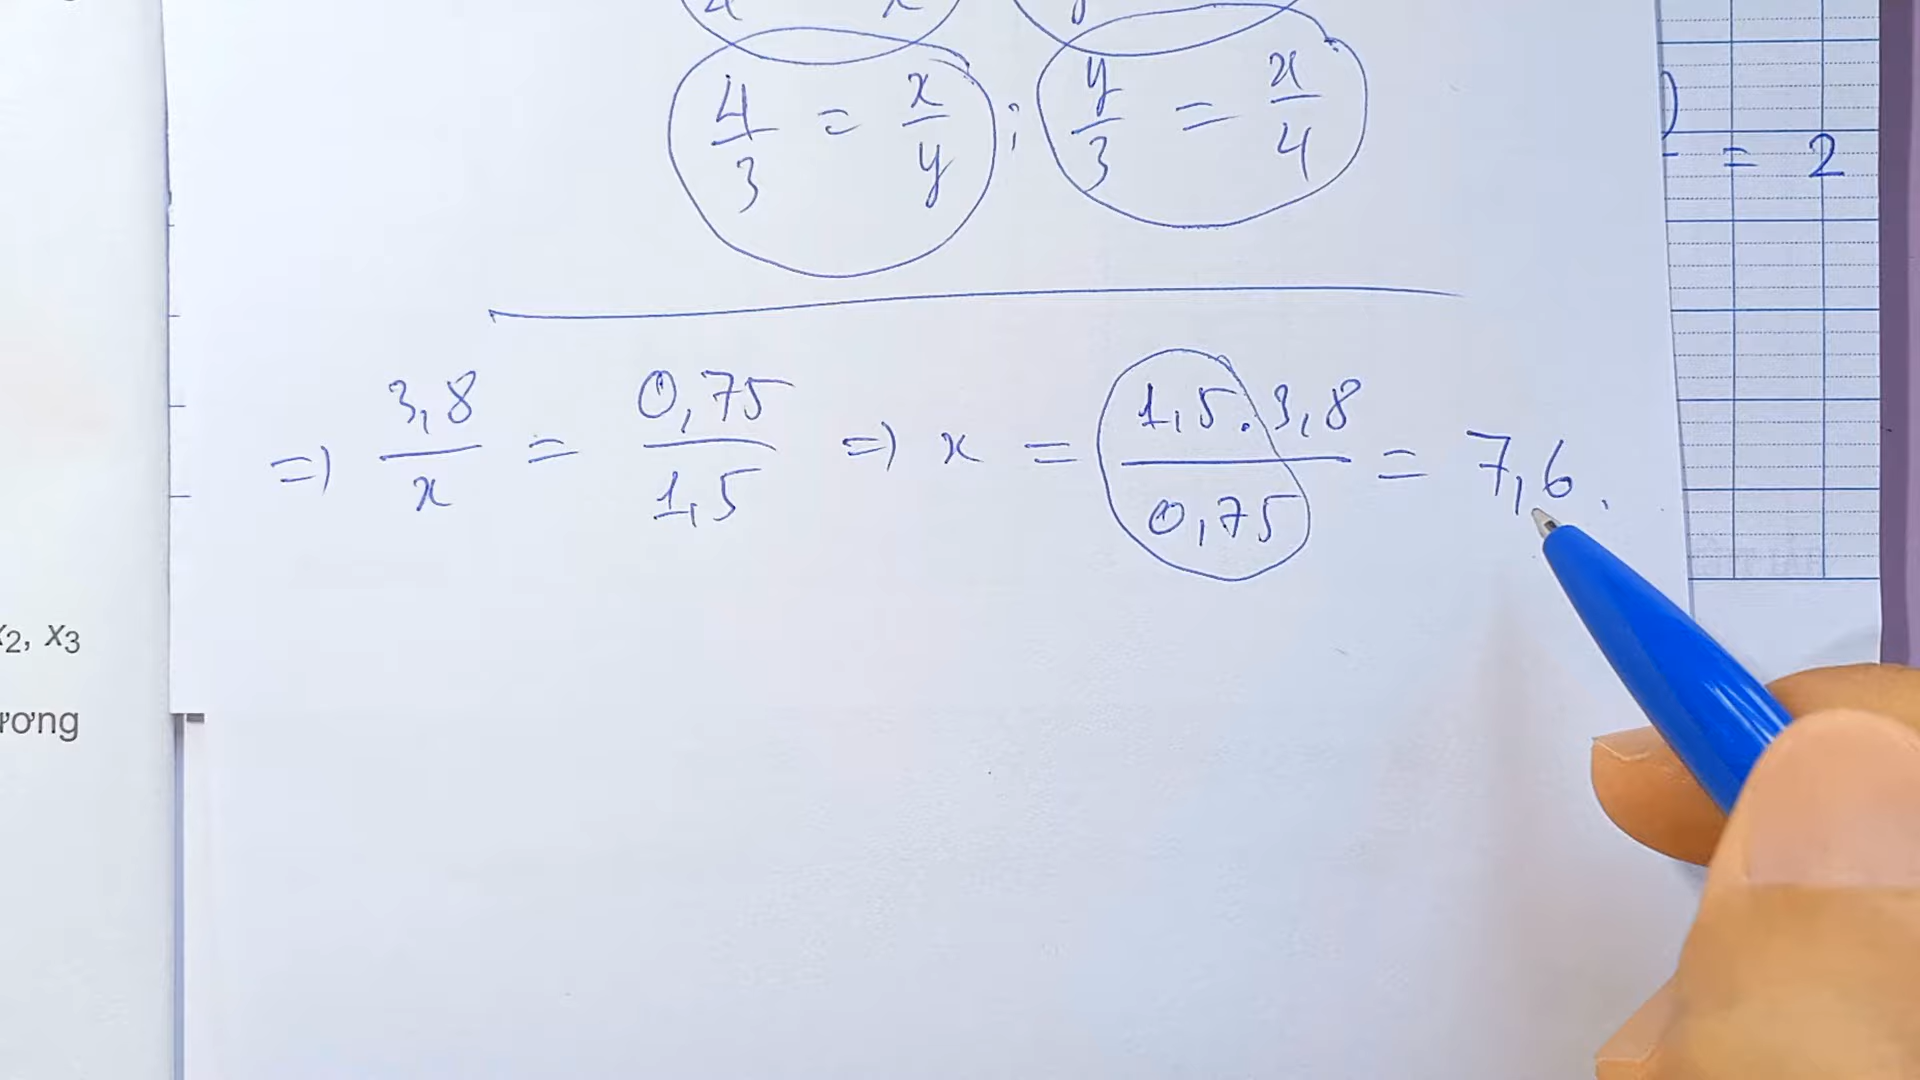 4/3 = x/y ; y/3 = x/4
= 2
=> 3,8/x = 0,75/1,5 => x = 1,5.3,8/0,75 = 7,6.
x2, x3
ương